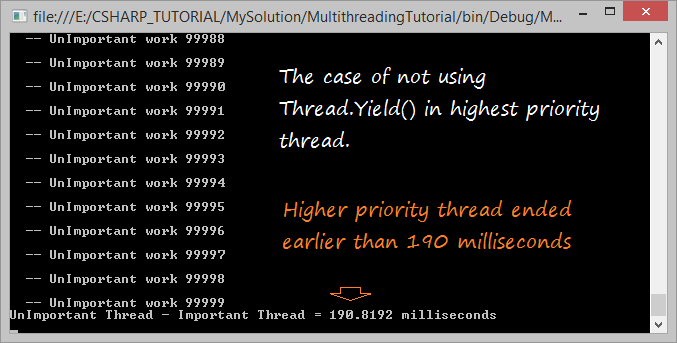 file:///E:/CSHARP_TUTORIAL/MySolution/MultithreadingTutorial/bin/Debug/M...
-- UnImportant work 99988
-- UnImportant work 99989
-- UnImportant work 99990
-- UnImportant work 99991
-- UnImportant work 99992
-- UnImportant work 99993
-- UnImportant work 99994
-- UnImportant work 99995
-- UnImportant work 99996
-- UnImportant work 99997
-- UnImportant work 99998
-- UnImportant work 99999
The case of not using
Thread.Yield() in highest priority
thread.
Higher priority thread ended
earlier than 190 milliseconds
UnImportant Thread - Important Thread = 190.8192 milliseconds